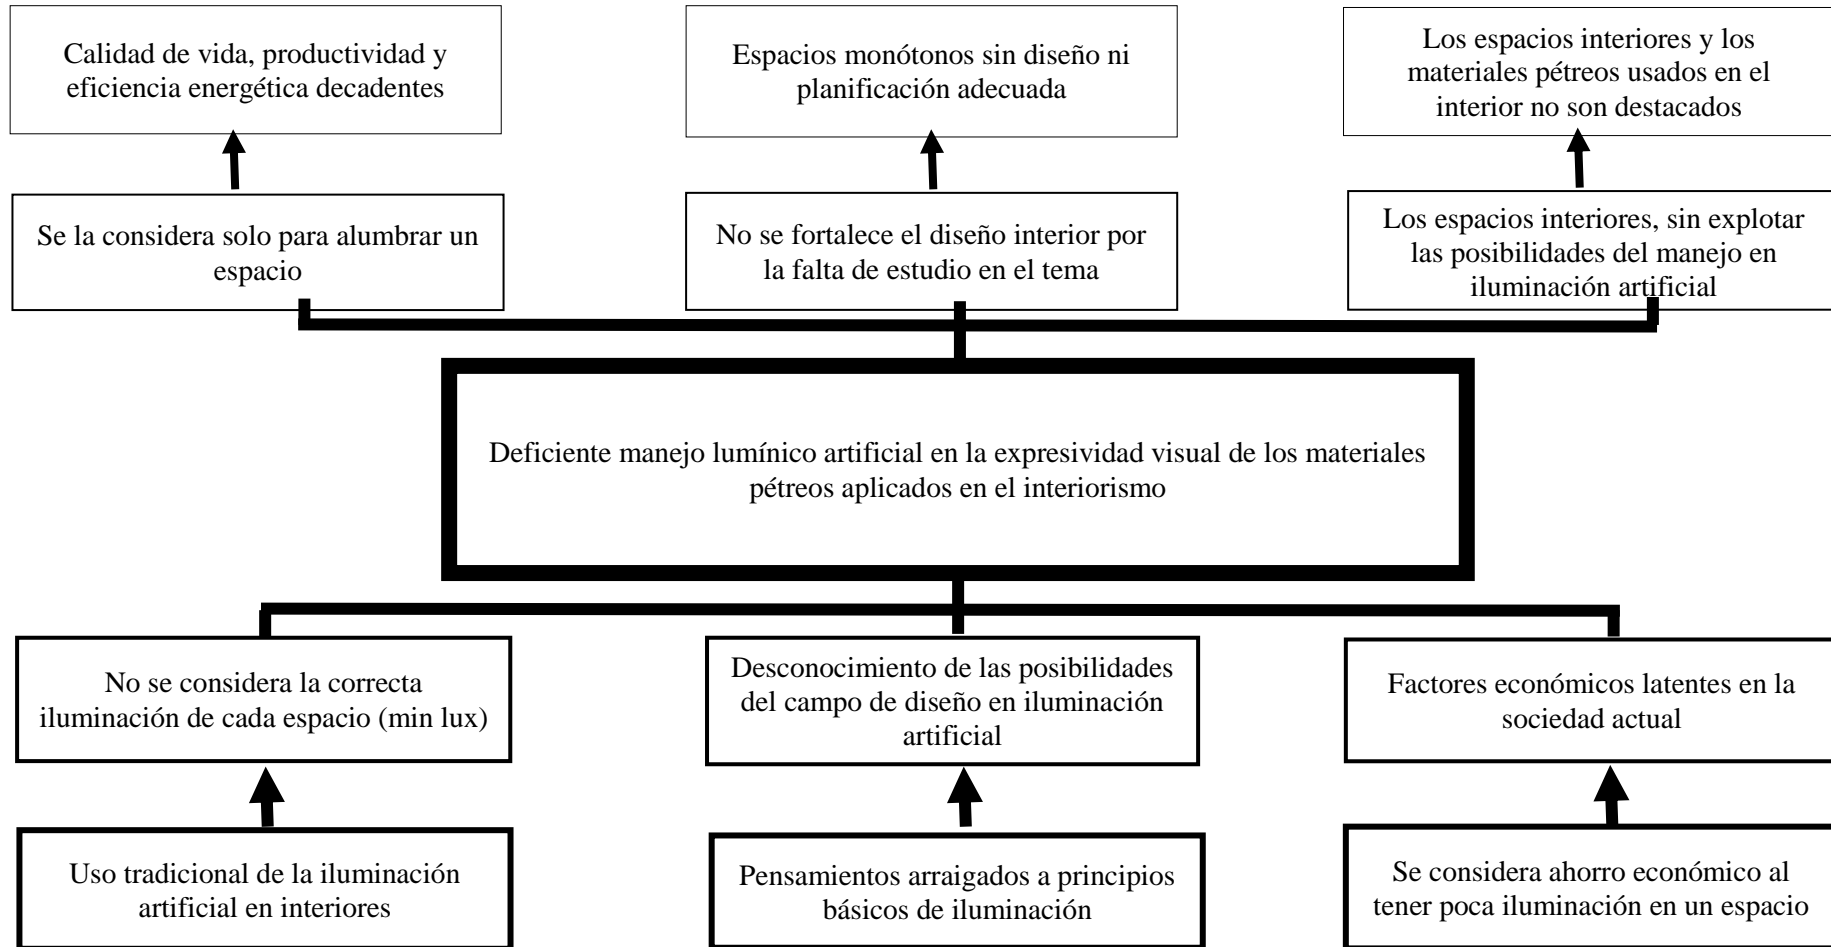 Calidad de vida, productividad y
eficiencia energética decadentes
Espacios monótonos sin diseño ni
planificación adecuada
Los espacios interiores y los
materiales pétreos usados en el
interior no son destacados
Se la considera solo para alumbrar un
espacio
No se fortalece el diseño interior por
la falta de estudio en el tema
Los espacios interiores, sin explotar
las posibilidades del manejo en
iluminación artificial
Deficiente manejo lumínico artificial en la expresividad visual de los materiales
pétreos aplicados en el interiorismo
No se considera la correcta
iluminación de cada espacio (min lux)
Desconocimiento de las posibilidades
del campo de diseño en iluminación
artificial
Factores económicos latentes en la
sociedad actual
Uso tradicional de la iluminación
artificial en interiores
Pensamientos arraigados a principios
básicos de iluminación
Se considera ahorro económico al
tener poca iluminación en un espacio